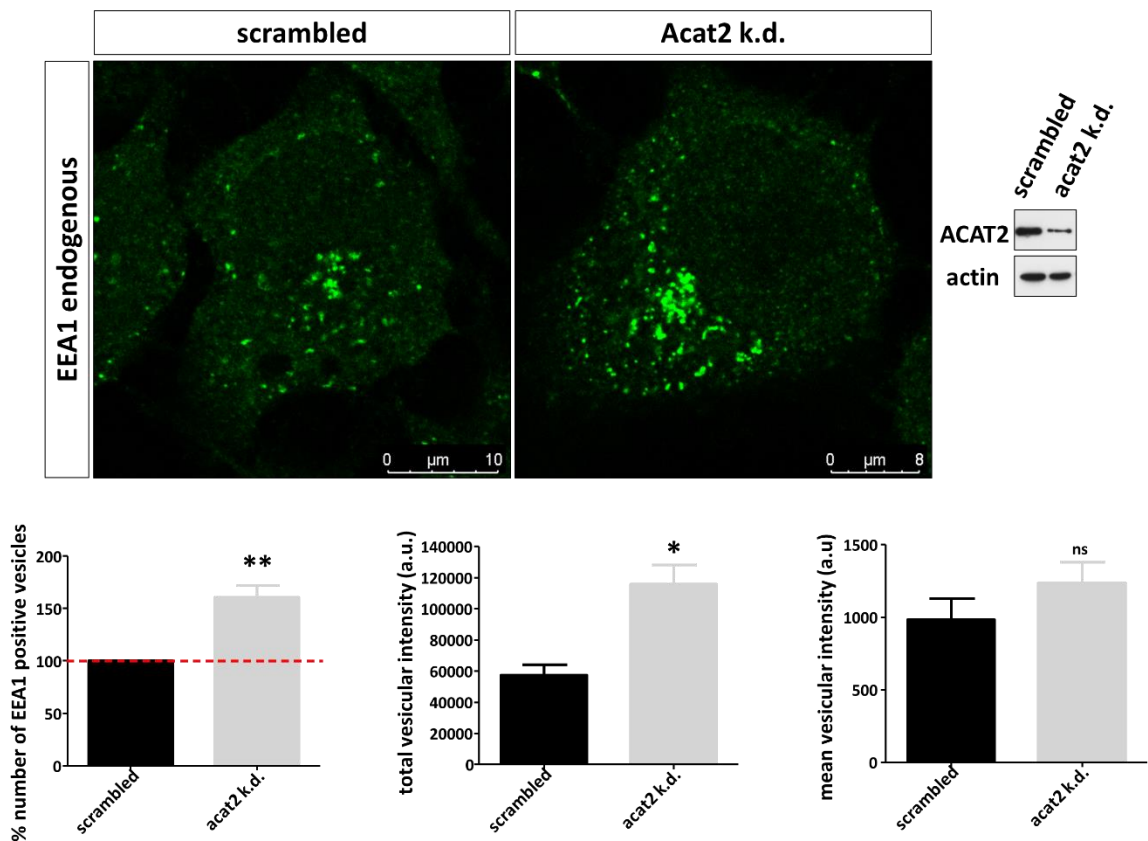 scrambled
Acat2 k.d.
EEA1 endogenous
0 µm 10
0 µm 8
scrambled
acat2 k.d.
ACAT2
actin
% number of EEA1 positive vesicles
200
150
100
50
0
**
scrambled
acat2 k.d.
total vesicular intensity (a.u.)
140000
120000
100000
80000
60000
40000
20000
0
*
scrambled
acat2 k.d.
mean vesicular intensity (a.u)
1500
1000
500
0
ns
scrambled
acat2 k.d.